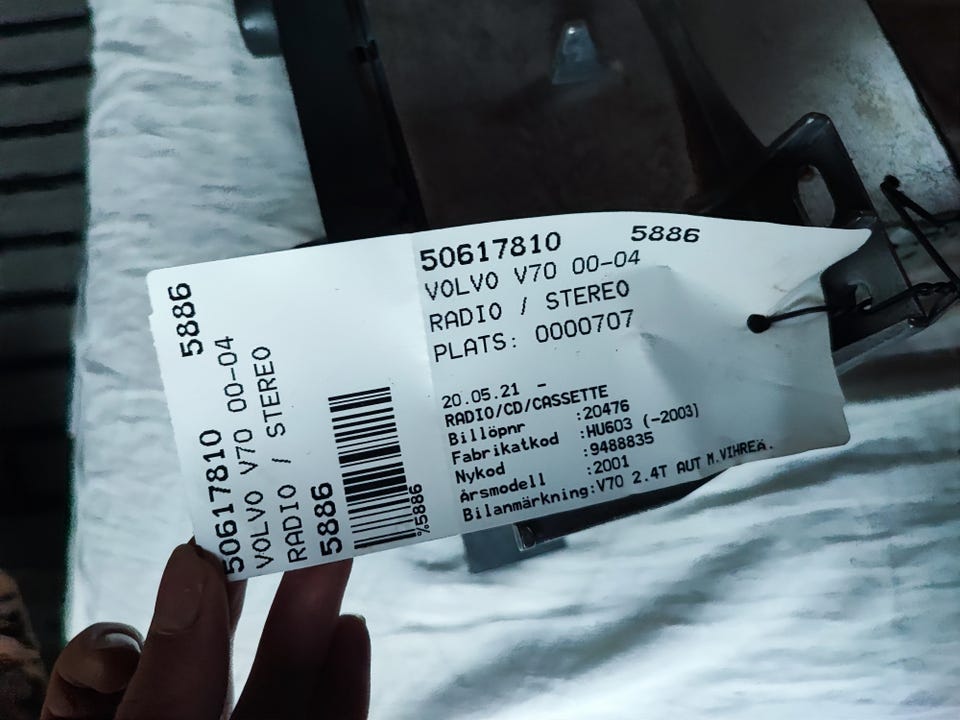 5886
50617810
VOLVO V70 00-04
RADIO / STEREO
5886
%5886
50617810 5886
VOLVO V70 00-04
RADIO / STEREO
PLATS: 0000707
20.05.21 -
RADIO/CD/CASSETTE
Billöpnr :20476
Fabrikatkod :HU603 (-2003)
Nykod :9488835
Årsmodell :2001
Bilanmärkning:V70 2.4T AUT M.VIHREÄ.